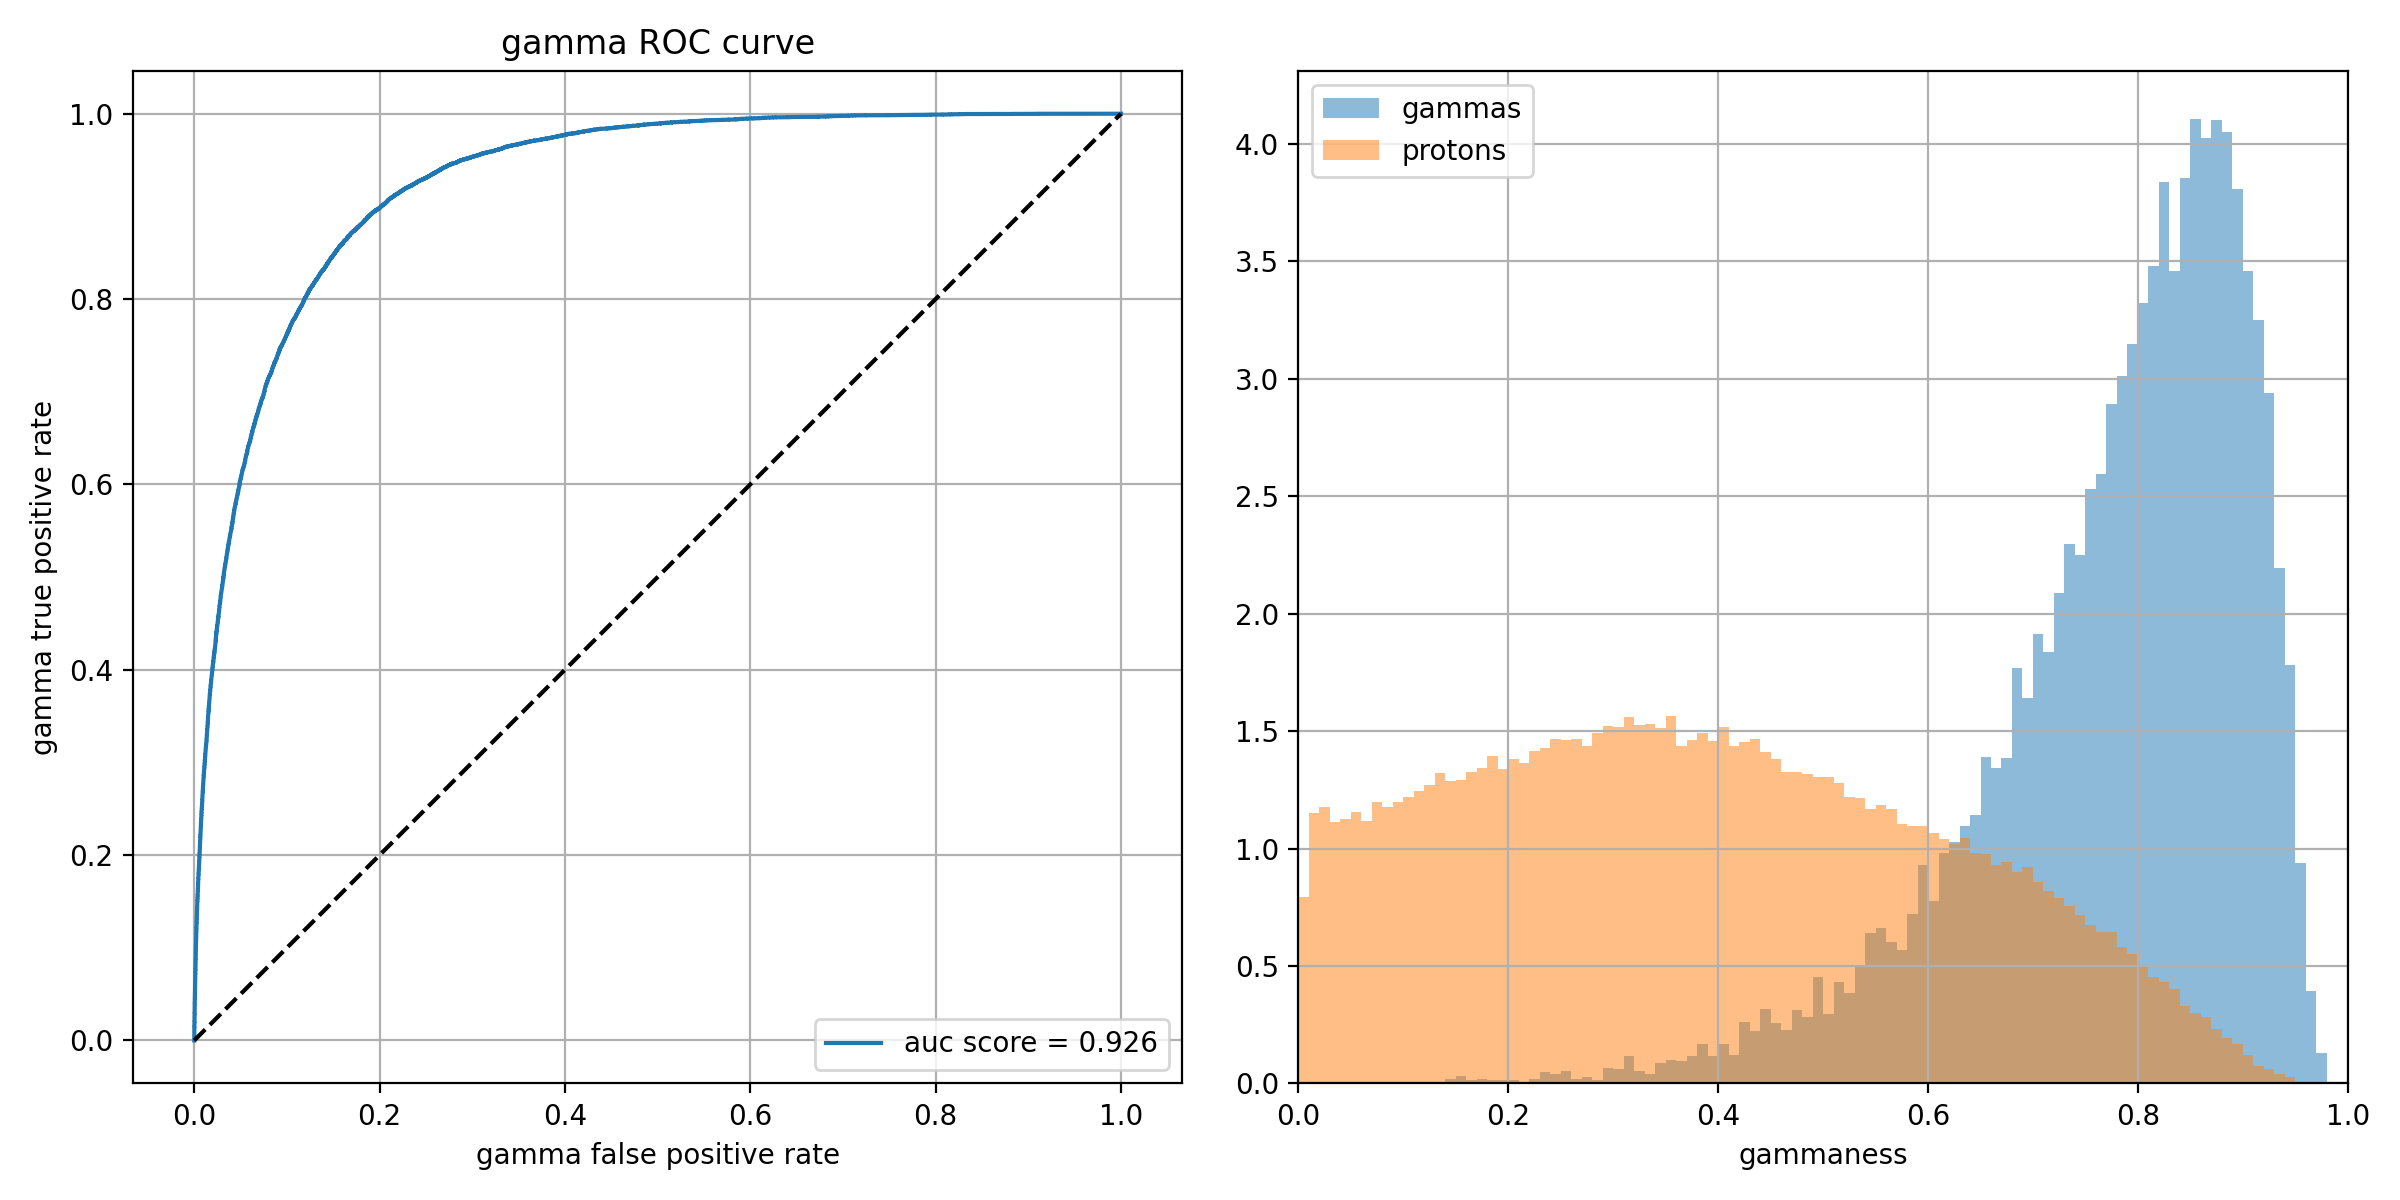 gamma ROC curve
1.0
0.8
0.6
0.4
0.2
0.0
gamma true positive rate
0.0 0.2 0.4 0.6 0.8 1.0
gamma false positive rate
auc score = 0.926
gammas
protons
4.0
3.5
3.0
2.5
2.0
1.5
1.0
0.5
0.0
0.0 0.2 0.4 0.6 0.8 1.0
gammaness